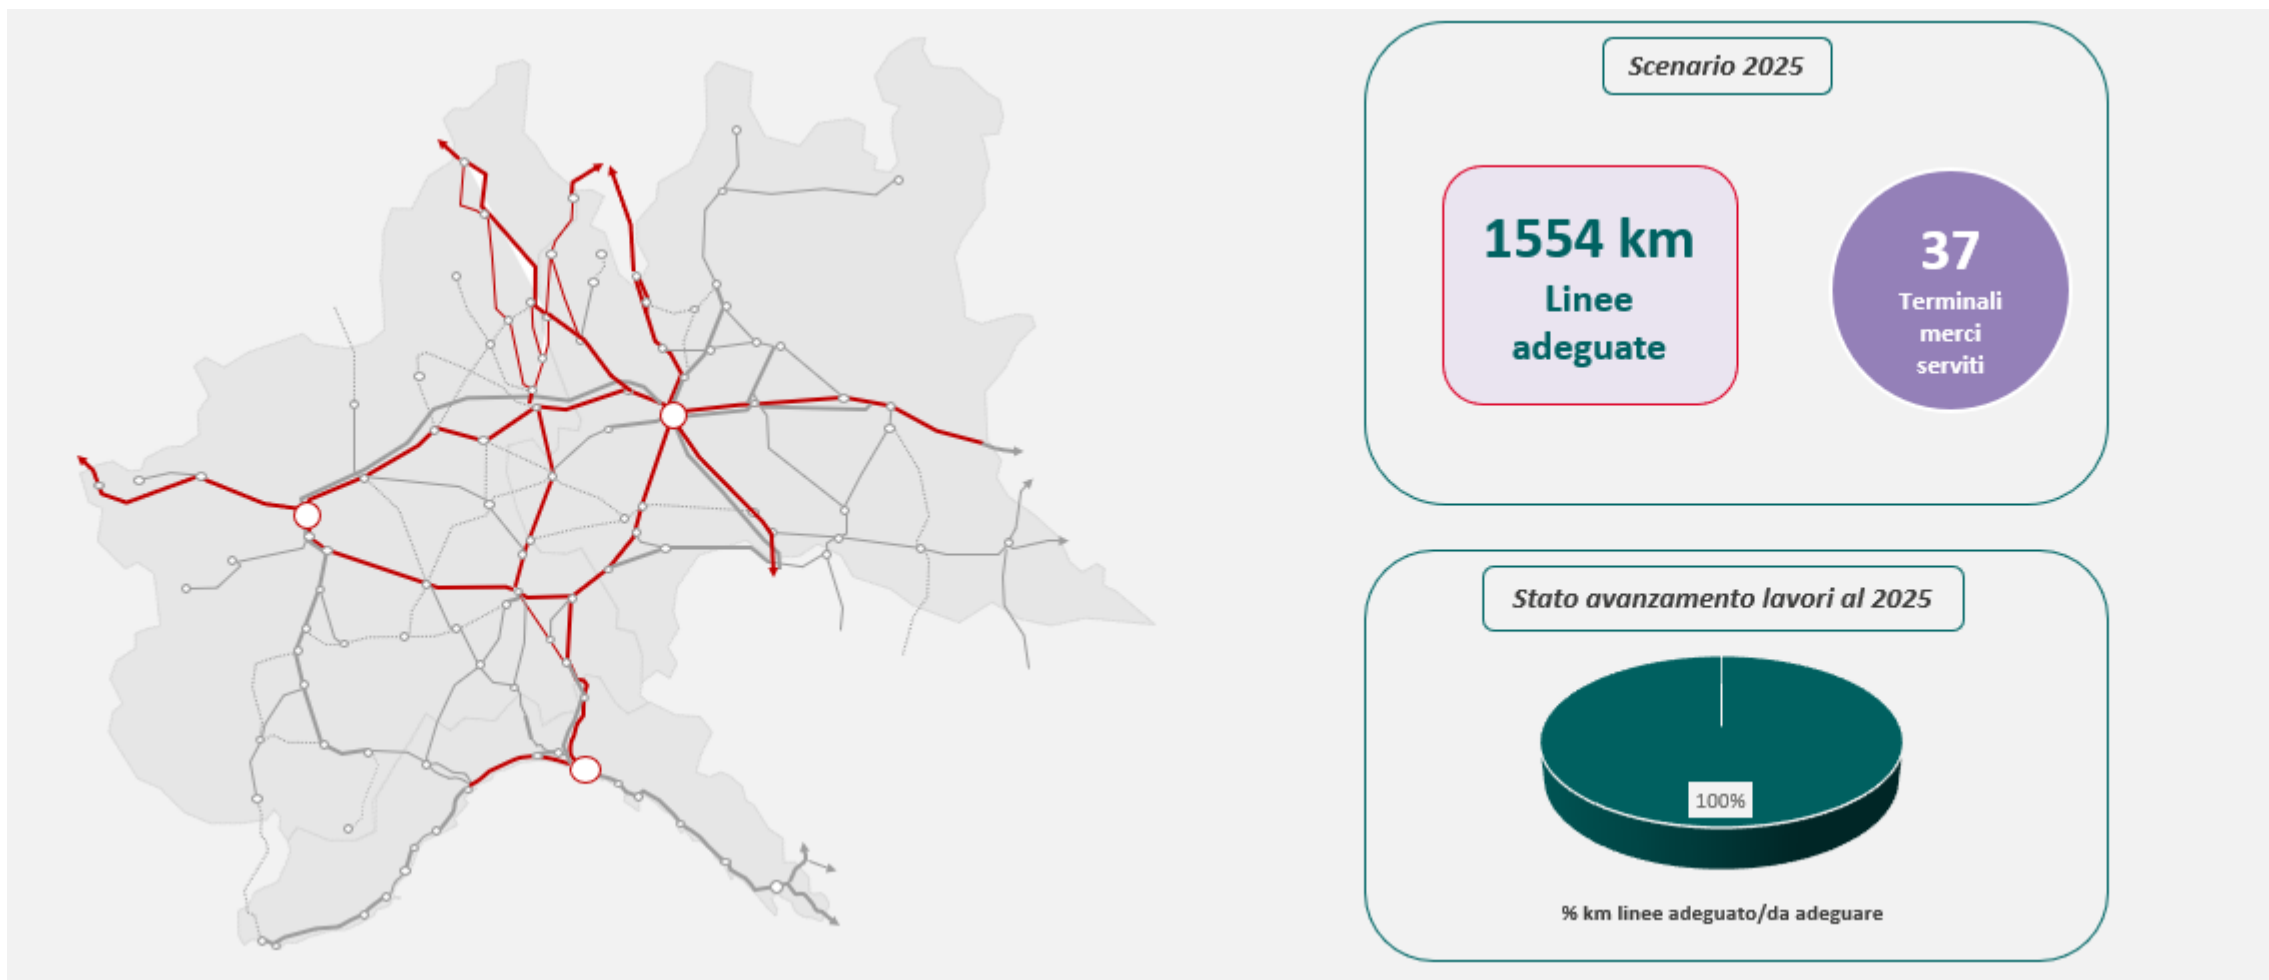 Scenario 2025
1554 km
Linee
adeguate
37
Terminali
merci
serviti
Stato avanzamento lavori al 2025
100%
% km linee adeguato/da adeguare